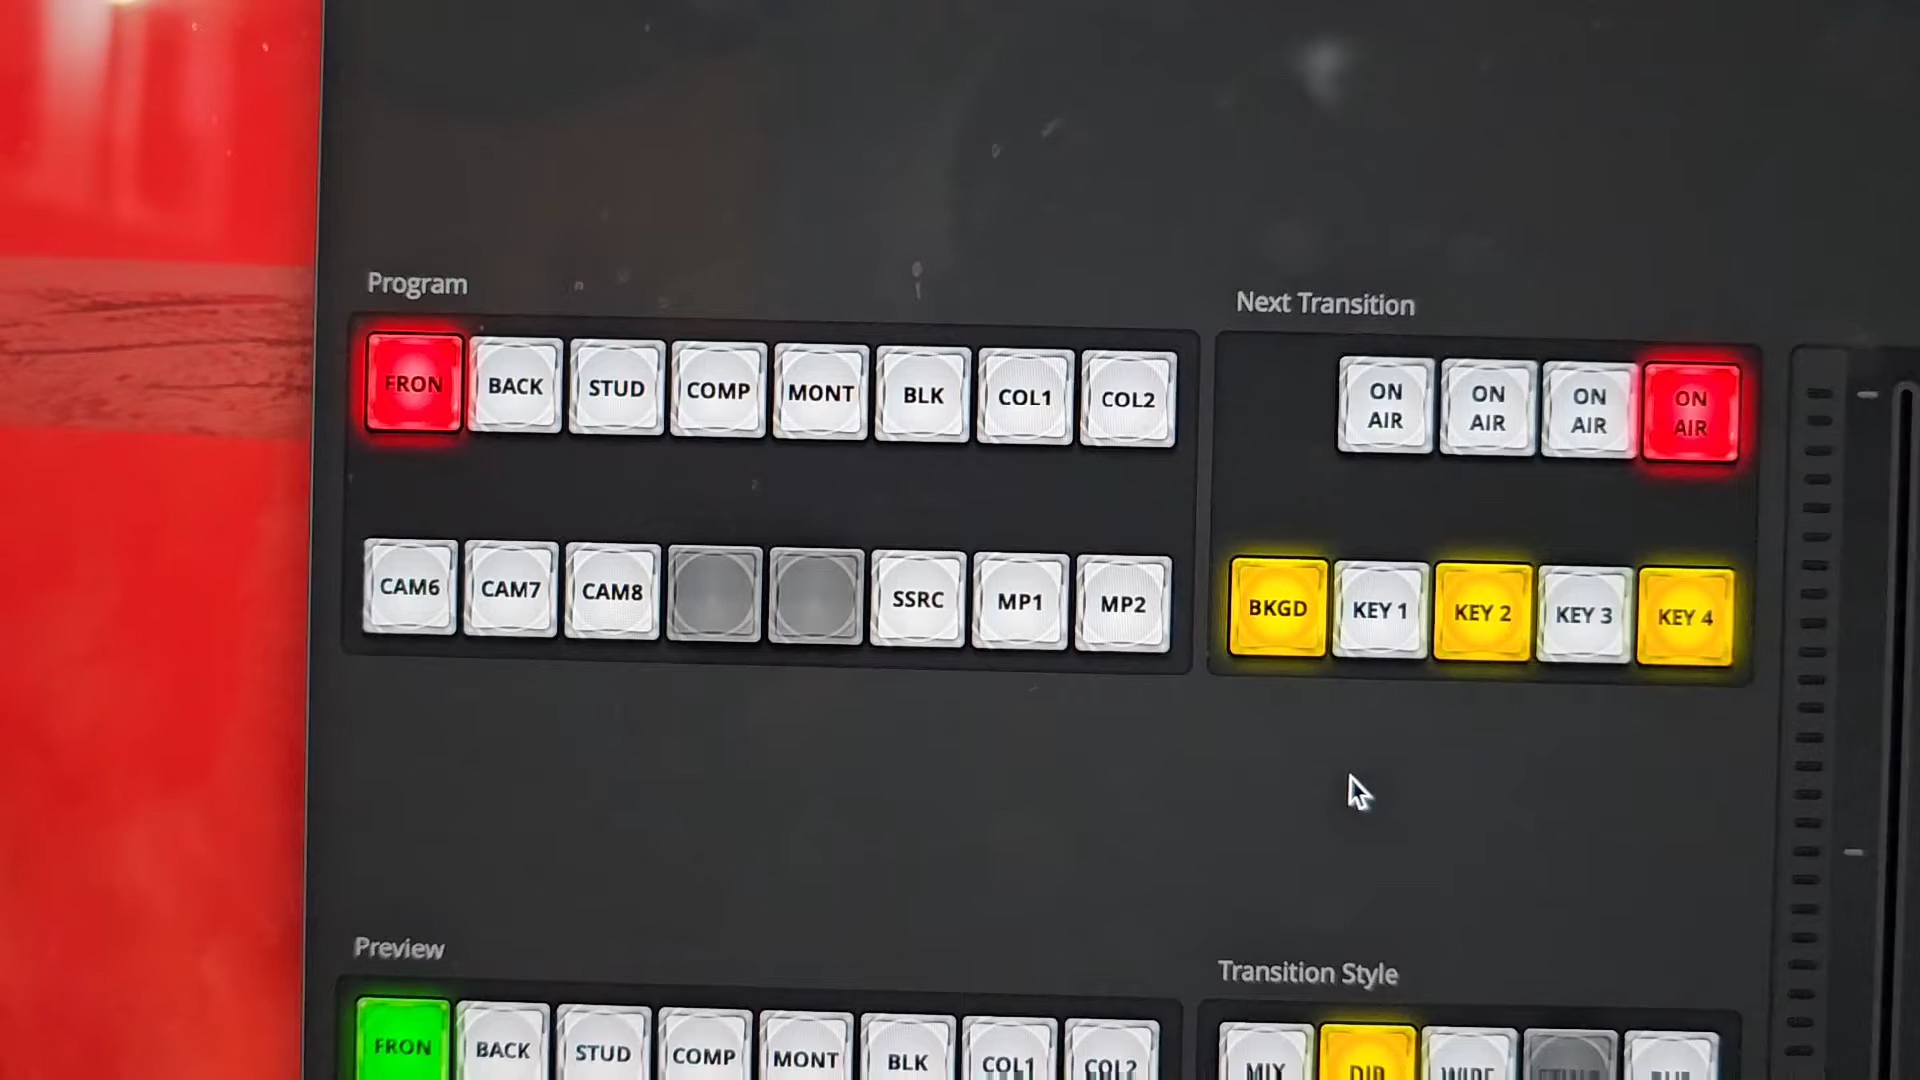 Program
Next Transition
FRON BACK STUD COMP MONT BLK COL1 COL2
ON AIR ON AIR ON AIR ON AIR
CAM6 CAM7 CAM8 SSRC MP1 MP2
BKGD KEY 1 KEY 2 KEY 3 KEY 4
Preview
Transition Style
FRON BACK STUD COMP MONT BLK COL1 COL2
MIX DIP WIPE